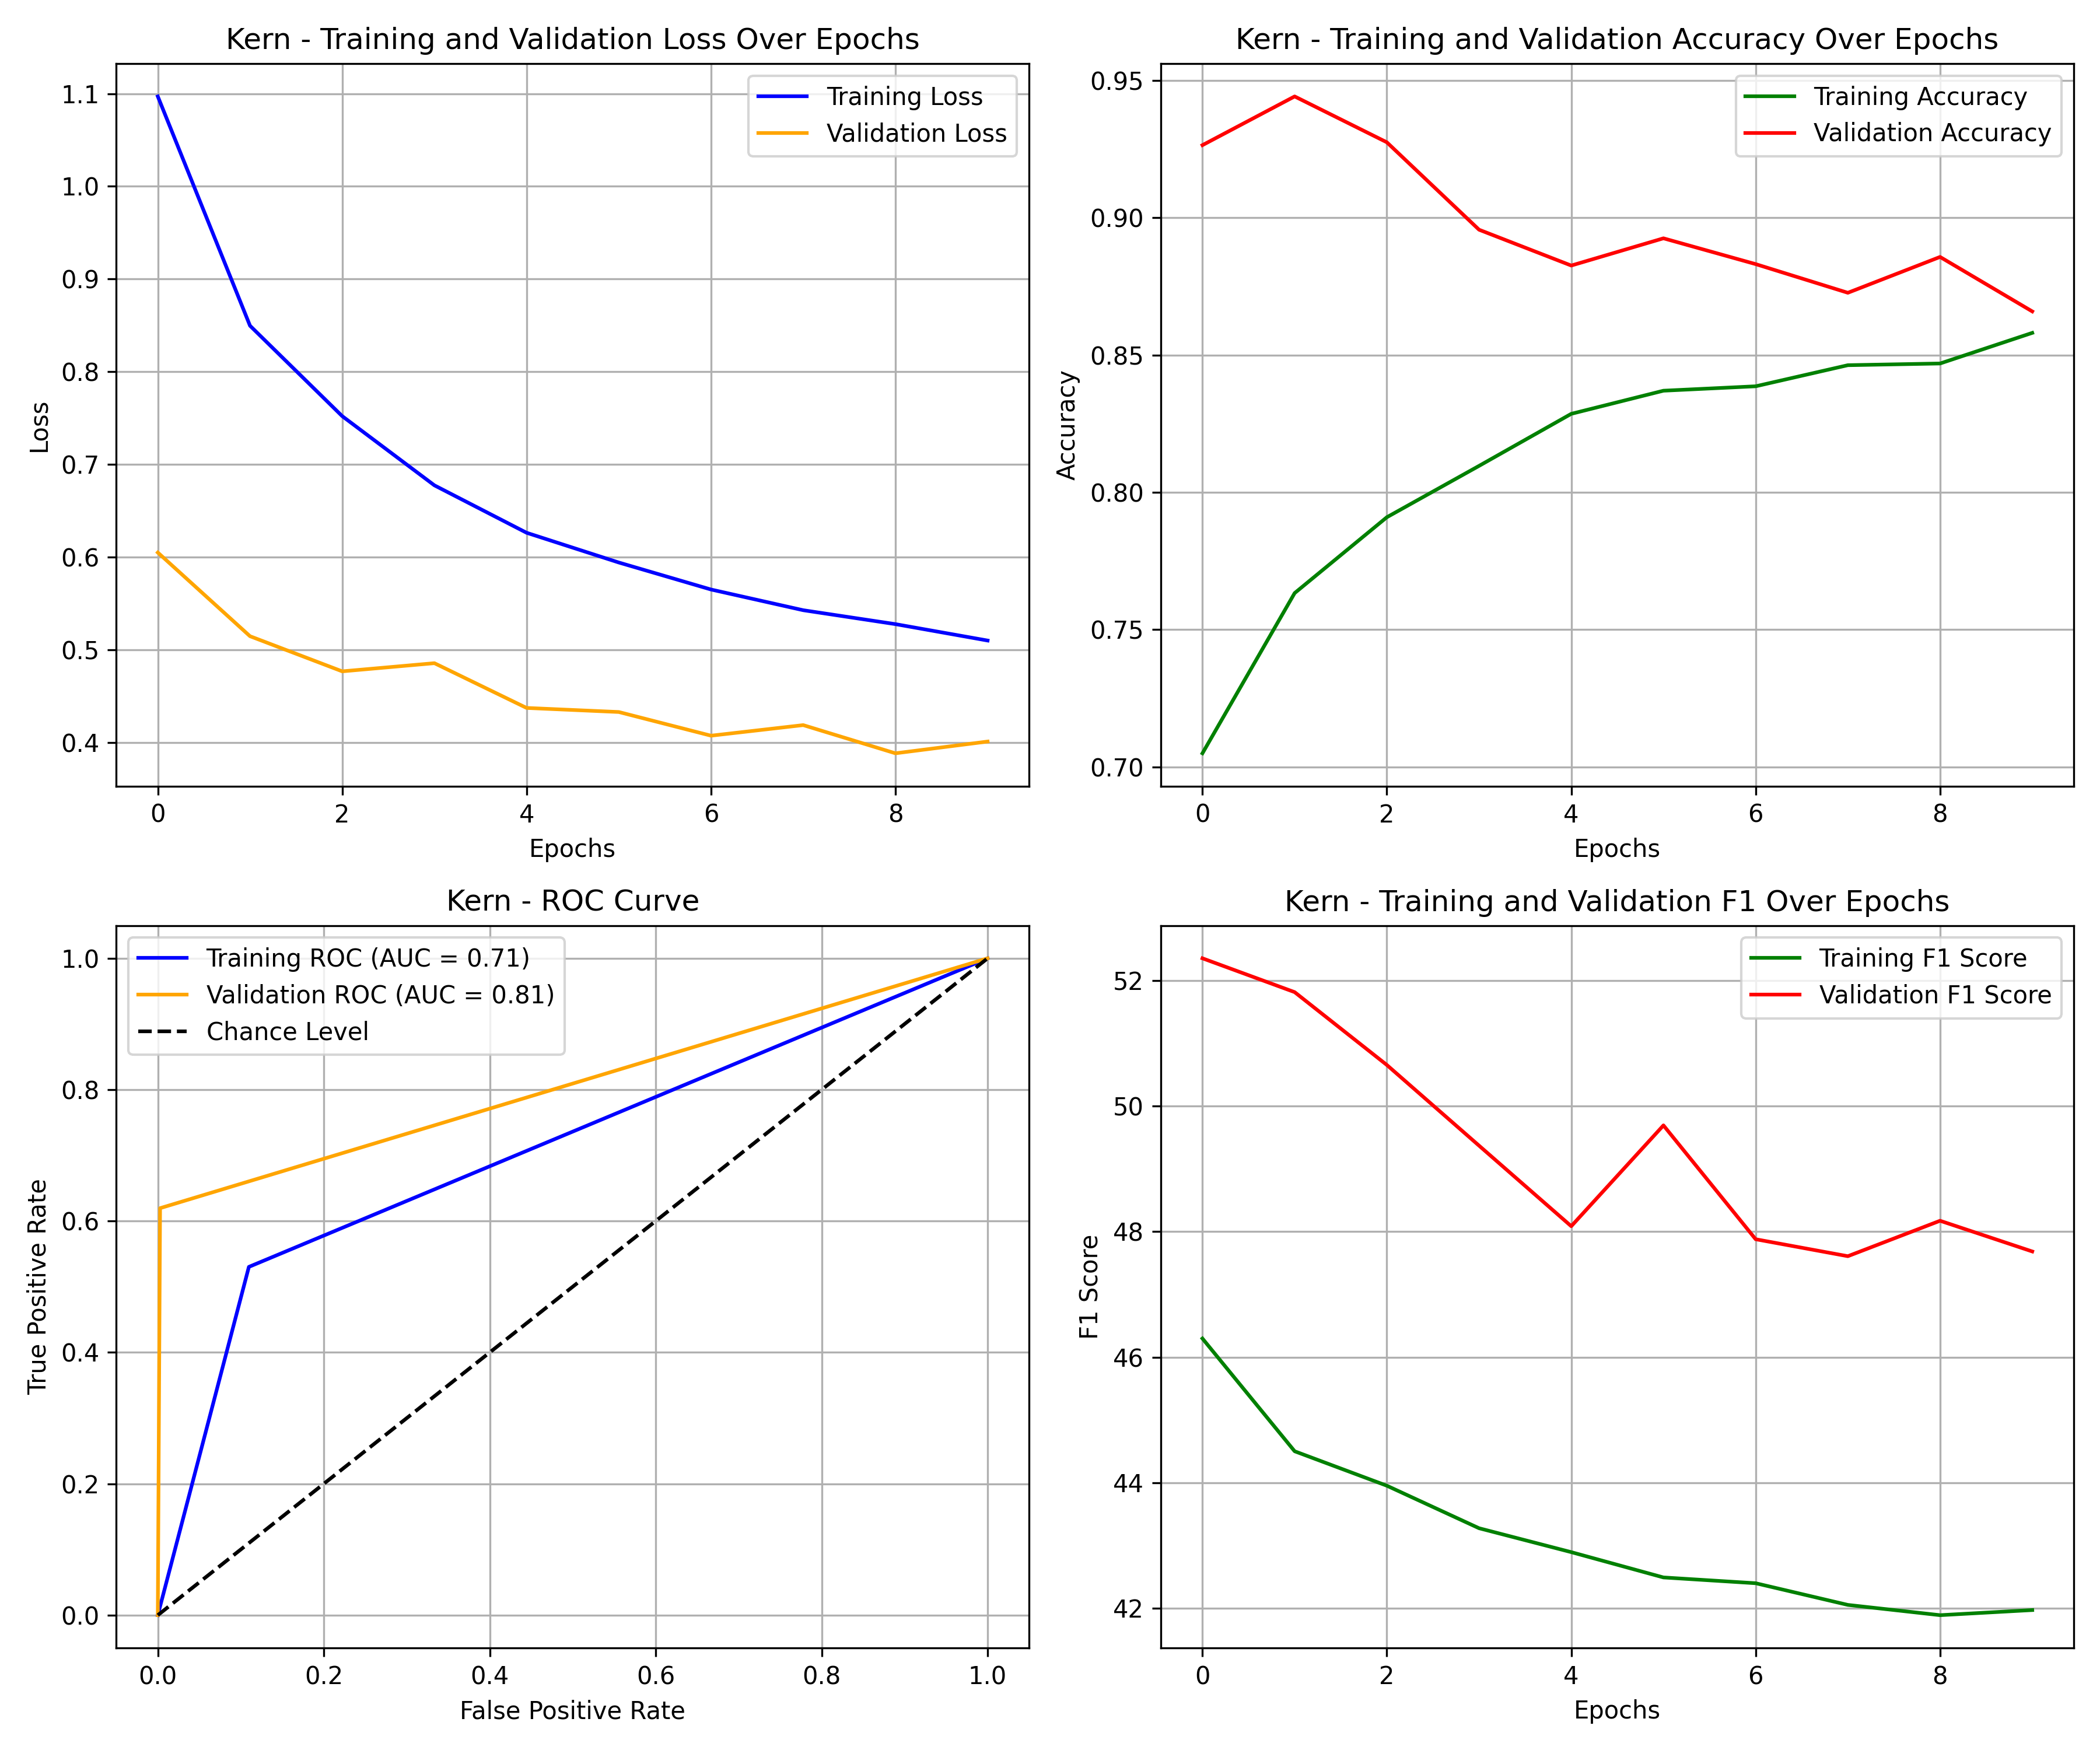 Kern - Training and Validation Loss Over Epochs
Training Loss
Validation Loss
1.1
1.0
0.9
0.8
0.7
0.6
0.5
0.4
Loss
0 2 4 6 8
Epochs
Kern - Training and Validation Accuracy Over Epochs
Training Accuracy
Validation Accuracy
0.95
0.90
0.85
0.80
0.75
0.70
Accuracy
0 2 4 6 8
Epochs
Kern - ROC Curve
Training ROC (AUC = 0.71)
Validation ROC (AUC = 0.81)
Chance Level
1.0
0.8
0.6
0.4
0.2
0.0
True Positive Rate
0.0 0.2 0.4 0.6 0.8 1.0
False Positive Rate
Kern - Training and Validation F1 Over Epochs
Training F1 Score
Validation F1 Score
52
50
48
46
44
42
F1 Score
0 2 4 6 8
Epochs